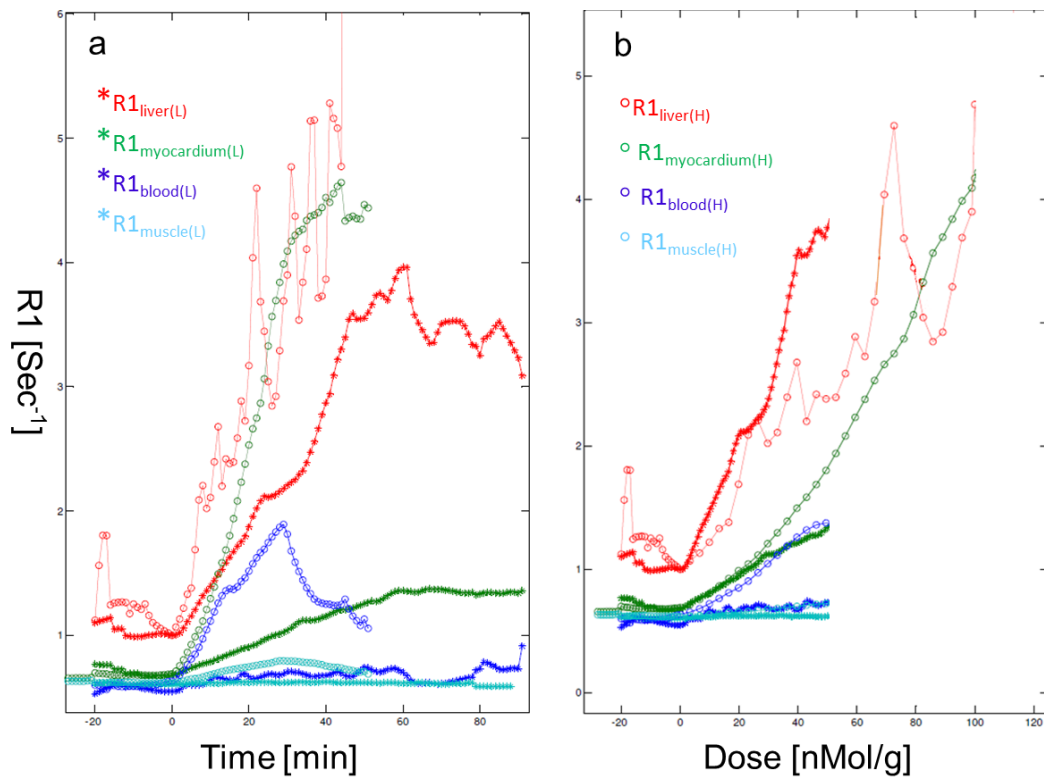 a
*R1liver(L)
*R1myocardium(L)
*R1blood(L)
*R1muscle(L)
R1 [Sec-1]
6
5
4
3
2
1
-20 0 20 40 60 80
Time [min]
b
R1liver(H)
R1myocardium(H)
R1blood(H)
R1muscle(H)
5
4
3
2
1
0
-20 0 20 40 60 80 100 120
Dose [nMol/g]